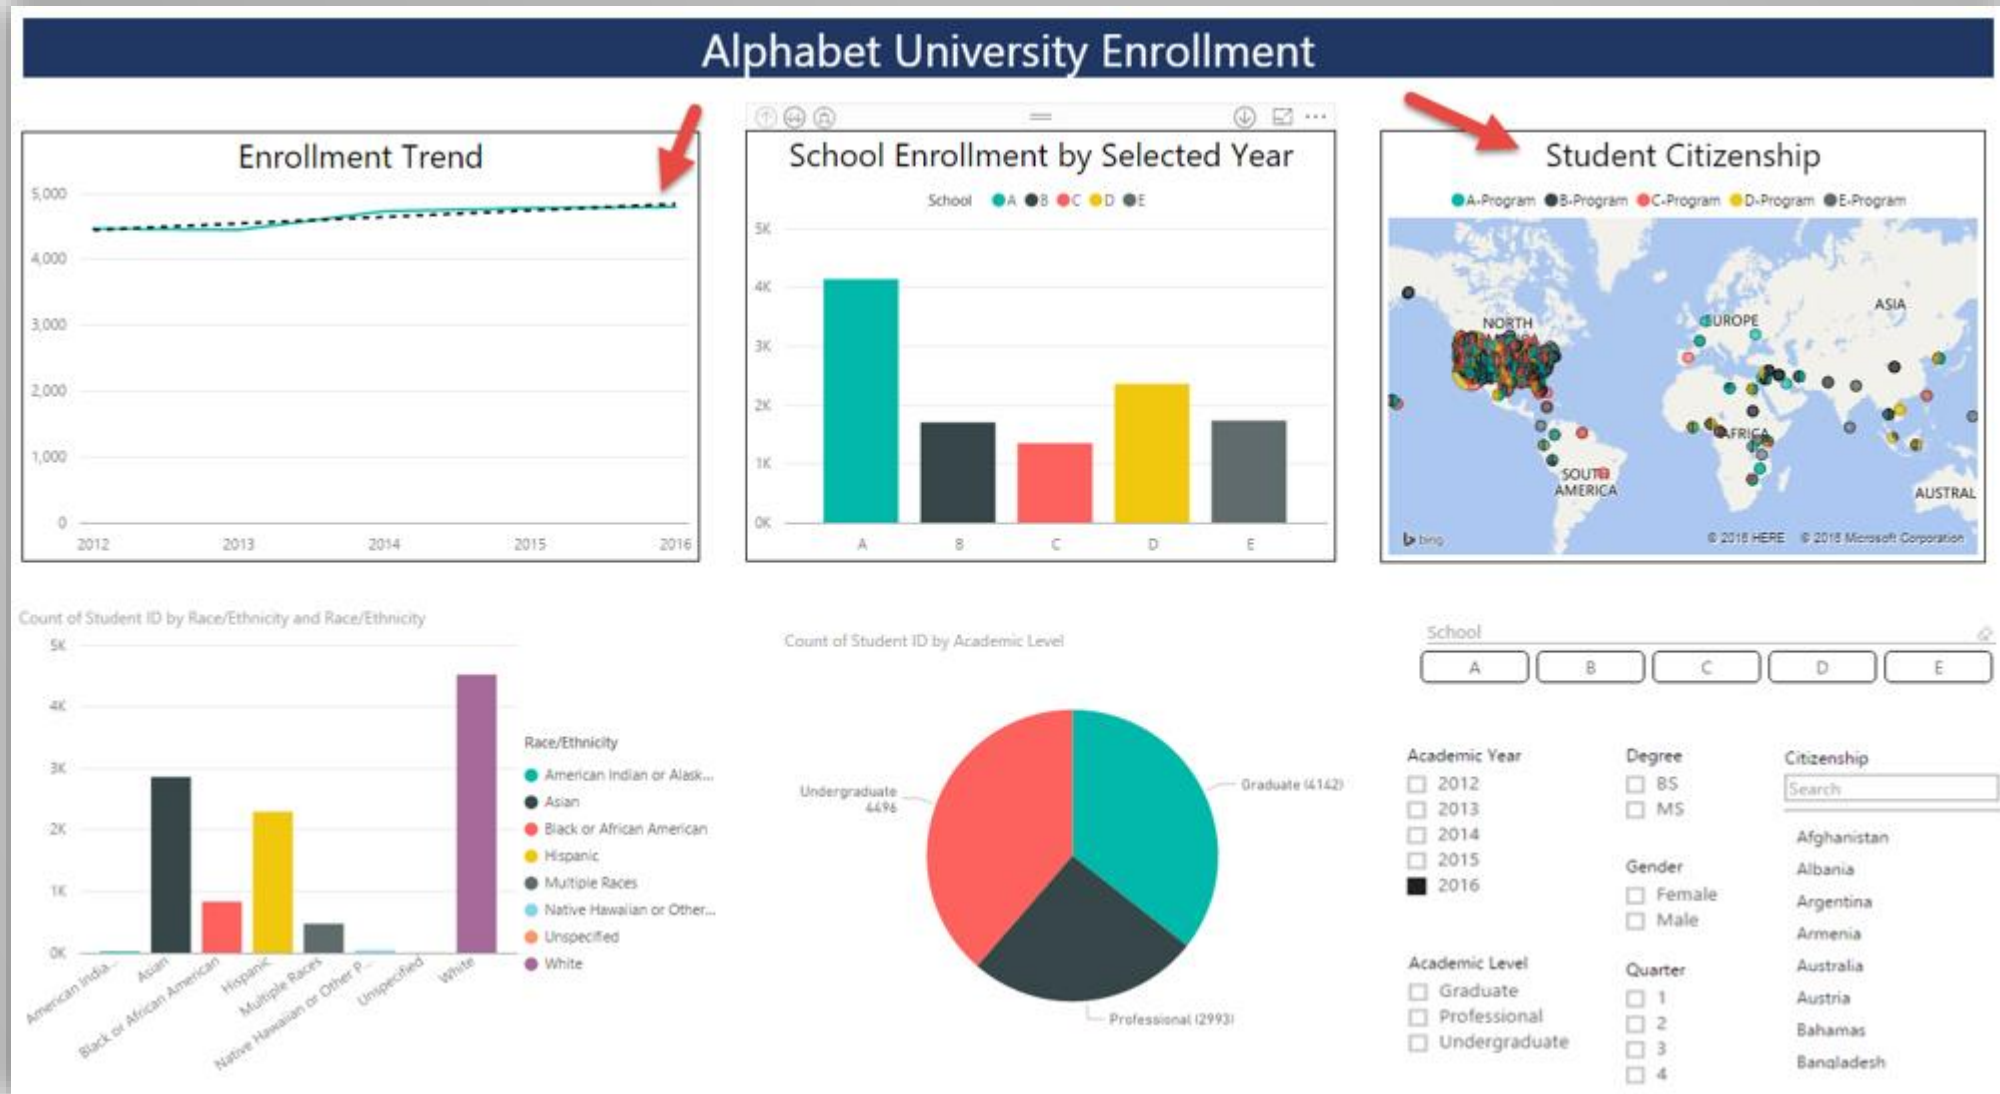 Alphabet University Enrollment
Enrollment Trend
5,000
4,000
3,000
2,000
1,000
0
2012 2013 2014 2015 2016
School Enrollment by Selected Year
School A B C D E
5K
4K
3K
2K
1K
0K
A B C D E
Student Citizenship
A-Program B-Program C-Program D-Program E-Program
NORTH
EUROPE
ASIA
AFRICA
SOUTH
AMERICA
AUSTRAL
bing
© 2016 HERE © 2016 Microsoft Corporation
Count of Student ID by Race/Ethnicity and Race/Ethnicity
5K
4K
3K
2K
1K
0K
American India...
Asian
Black or African American
Hispanic
Multiple Races
Native Hawaiian or Other P...
Unspecified
White
Race/Ethnicity
American Indian or Alask...
Asian
Black or African American
Hispanic
Multiple Races
Native Hawaiian or Other...
Unspecified
White
Count of Student ID by Academic Level
Undergraduate
4496
Graduate (4142)
Professional (2993)
School
A B C D E
Academic Year
2012
2013
2014
2015
2016
Academic Level
Graduate
Professional
Undergraduate
Degree
BS
MS
Gender
Female
Male
Quarter
1
2
3
4
Citizenship
Search
Afghanistan
Albania
Argentina
Armenia
Australia
Austria
Bahamas
Bangladesh